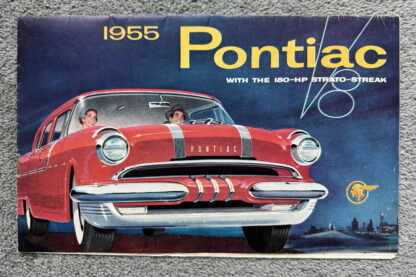 1955
Pontiac
WITH THE 180-HP STRATO-STREAK
V8
PONTIAC